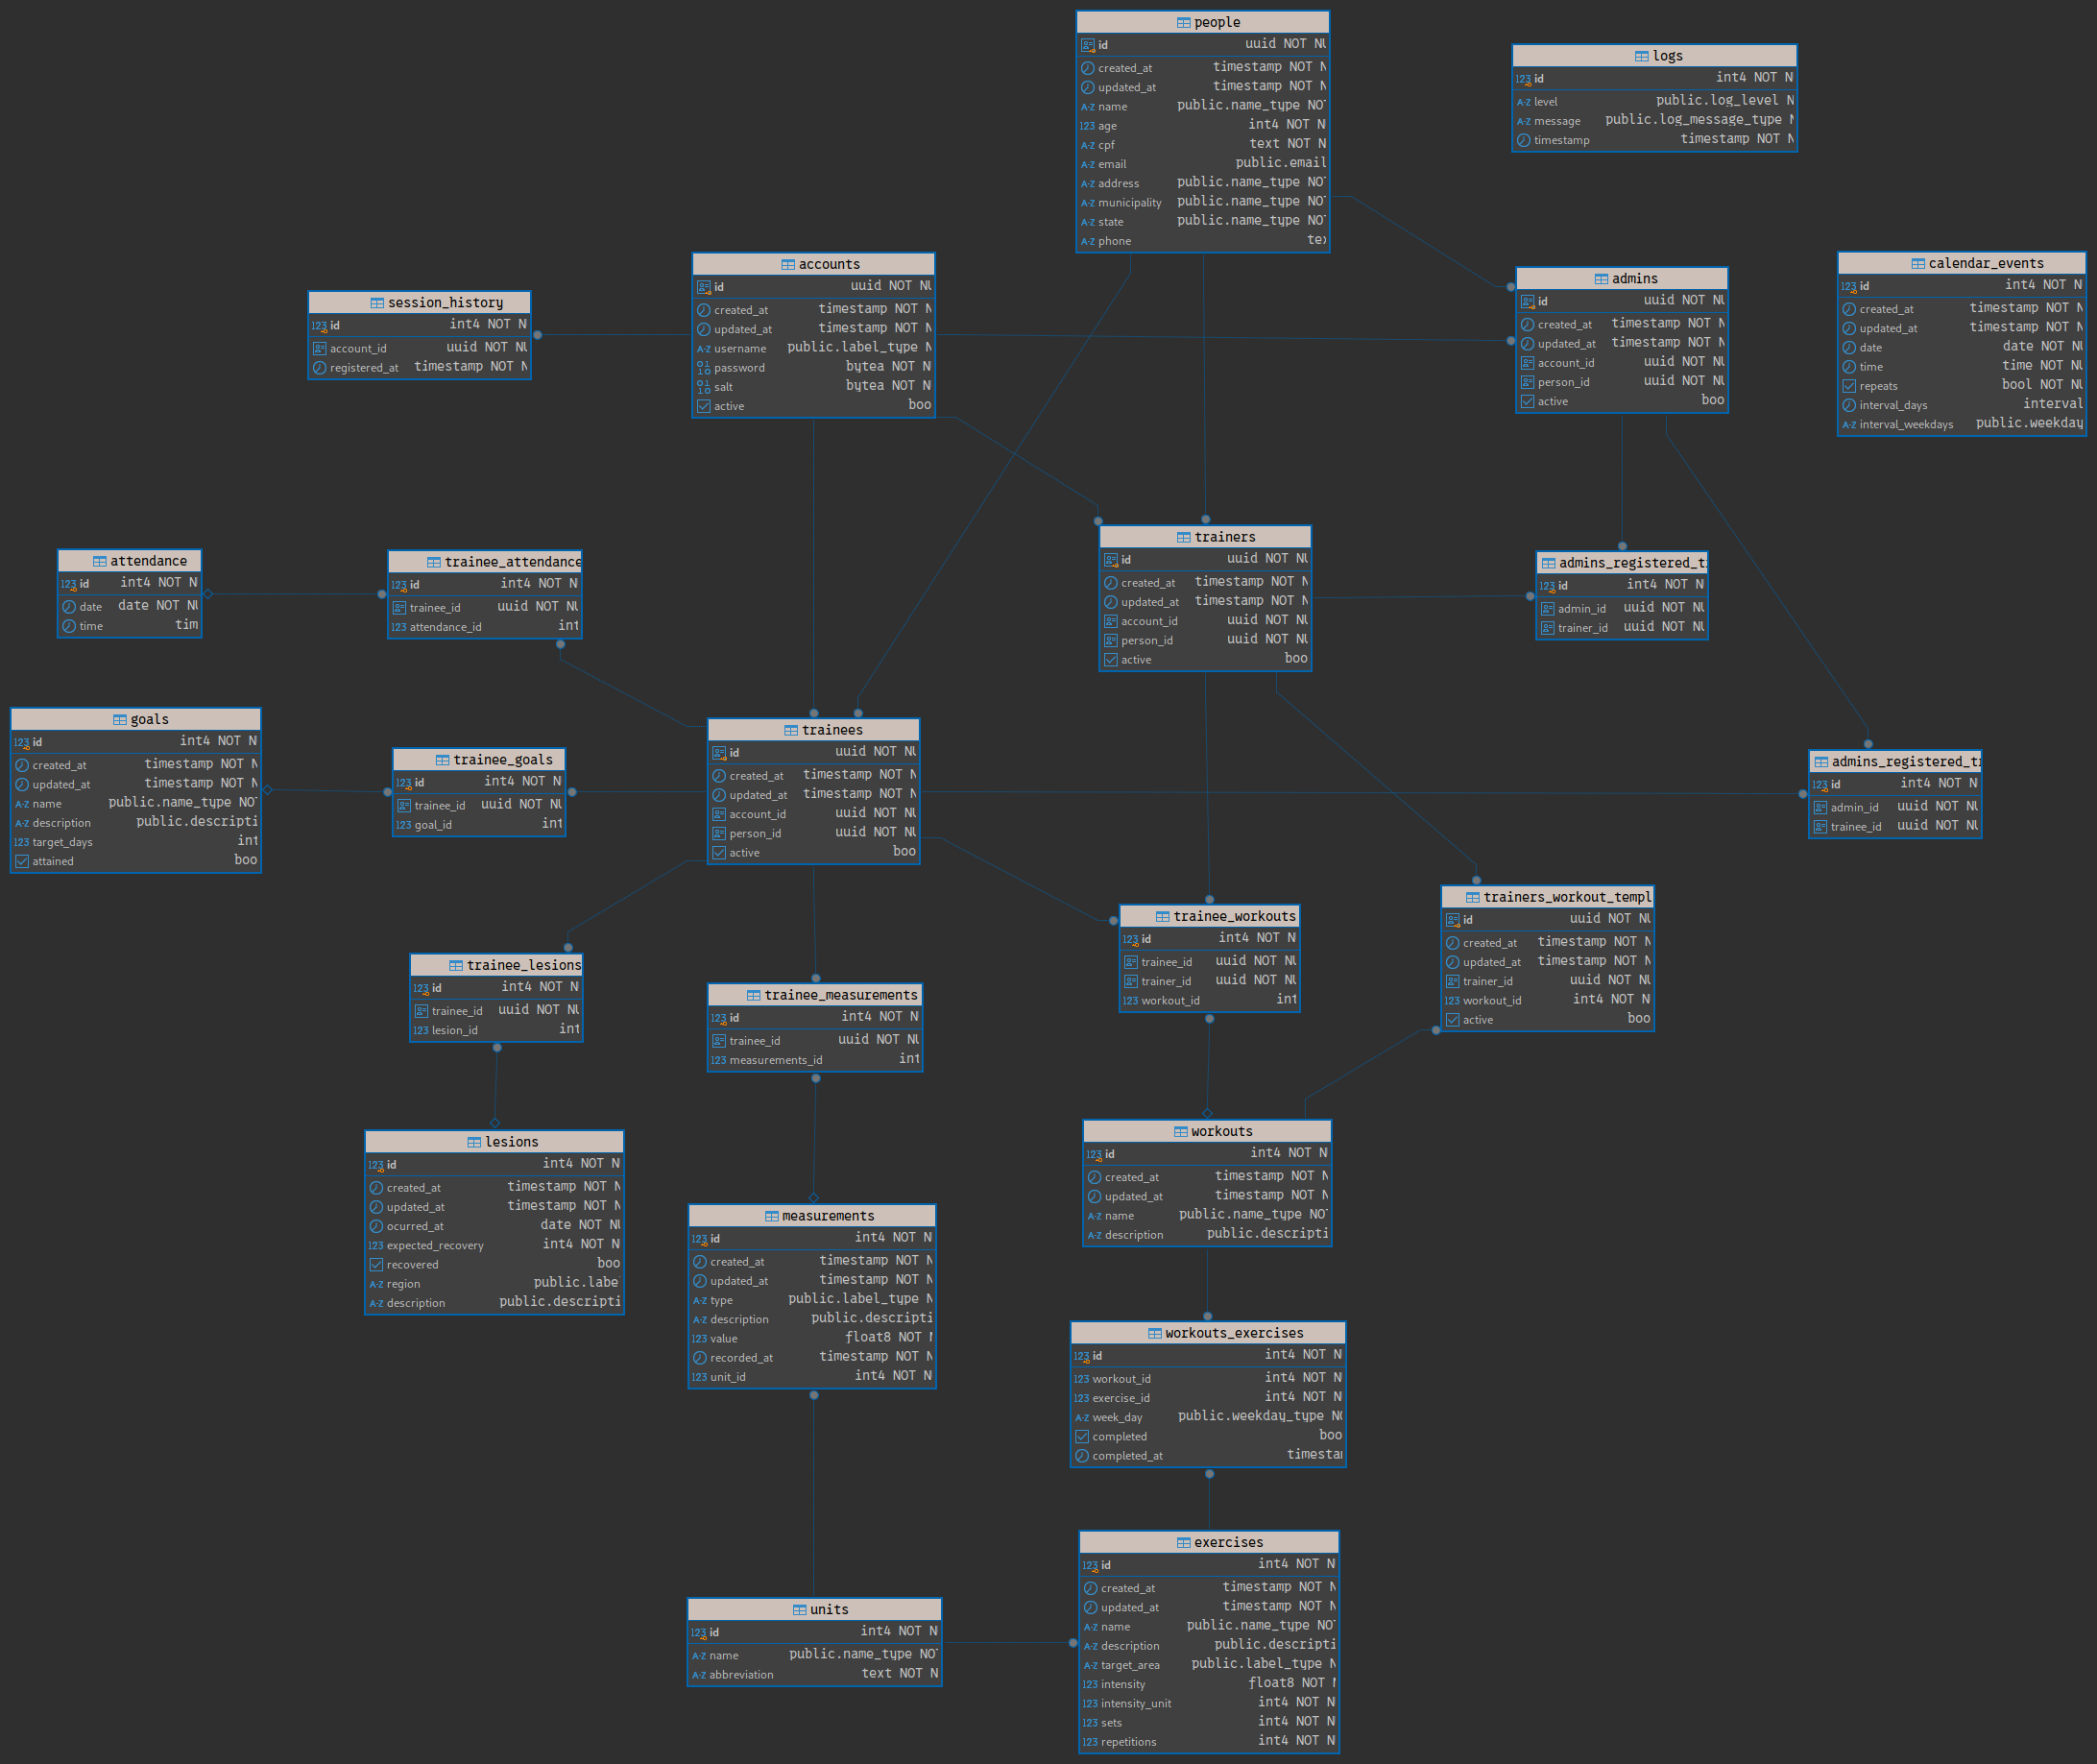 people
id uuid NOT NU
created_at timestamp NOT N
updated_at timestamp NOT N
name public.name_type NOT
age int4 NOT N
cpf text NOT N
email public.email
address public.name_type NOT
municipality public.name_type NOT
state public.name_type NOT
phone tex
logs
id int4 NOT N
level public.log_level N
message public.log_message_type N
timestamp timestamp NOT N
accounts
id uuid NOT NU
created_at timestamp NOT N
updated_at timestamp NOT N
username public.label_type N
password bytea NOT N
salt bytea NOT N
active boo
session_history
id int4 NOT N
account_id uuid NOT NU
registered_at timestamp NOT N
admins
id uuid NOT NU
created_at timestamp NOT N
updated_at timestamp NOT N
account_id uuid NOT NU
person_id uuid NOT NU
active boo
calendar_events
id int4 NOT N
created_at timestamp NOT N
updated_at timestamp NOT N
date date NOT NU
time time NOT NU
repeats bool NOT NU
interval_days interval
interval_weekdays public.weekday
attendance
id int4 NOT N
date date NOT NU
time tim
trainee_attendance
id int4 NOT N
trainee_id uuid NOT NU
attendance_id int
trainers
id uuid NOT NU
created_at timestamp NOT N
updated_at timestamp NOT N
account_id uuid NOT NU
person_id uuid NOT NU
active boo
admins_registered_tr
id int4 NOT N
admin_id uuid NOT NU
trainer_id uuid NOT NU
goals
id int4 NOT N
created_at timestamp NOT N
updated_at timestamp NOT N
name public.name_type NOT
description public.descripti
target_days int
attained boo
trainee_goals
id int4 NOT N
trainee_id uuid NOT NU
goal_id int
trainees
id uuid NOT NU
created_at timestamp NOT N
updated_at timestamp NOT N
account_id uuid NOT NU
person_id uuid NOT NU
active boo
admins_registered_tr
id int4 NOT N
admin_id uuid NOT NU
trainee_id uuid NOT NU
trainee_workouts
id int4 NOT N
trainee_id uuid NOT NU
trainer_id uuid NOT NU
workout_id int
trainers_workout_templ
id uuid NOT NU
created_at timestamp NOT N
updated_at timestamp NOT N
trainer_id uuid NOT NU
workout_id int4 NOT N
active boo
trainee_lesions
id int4 NOT N
trainee_id uuid NOT NU
lesion_id int
trainee_measurements
id int4 NOT N
trainee_id uuid NOT NU
measurements_id int
lesions
id int4 NOT N
created_at timestamp NOT N
updated_at timestamp NOT N
ocurred_at date NOT NU
expected_recovery int4 NOT N
recovered boo
region public.labe
description public.descripti
measurements
id int4 NOT N
created_at timestamp NOT N
updated_at timestamp NOT N
type public.label_type N
description public.descripti
value float8 NOT N
recorded_at timestamp NOT N
unit_id int4 NOT N
workouts
id int4 NOT N
created_at timestamp NOT N
updated_at timestamp NOT N
name public.name_type NOT
description public.descripti
workouts_exercises
id int4 NOT N
workout_id int4 NOT N
exercise_id int4 NOT N
week_day public.weekday_type NO
completed boo
completed_at timestam
exercises
id int4 NOT N
created_at timestamp NOT N
updated_at timestamp NOT N
name public.name_type NOT
description public.descripti
target_area public.label_type N
intensity float8 NOT N
intensity_unit int4 NOT N
sets int4 NOT N
repetitions int4 NOT N
units
id int4 NOT N
name public.name_type NOT
abbreviation text NOT N